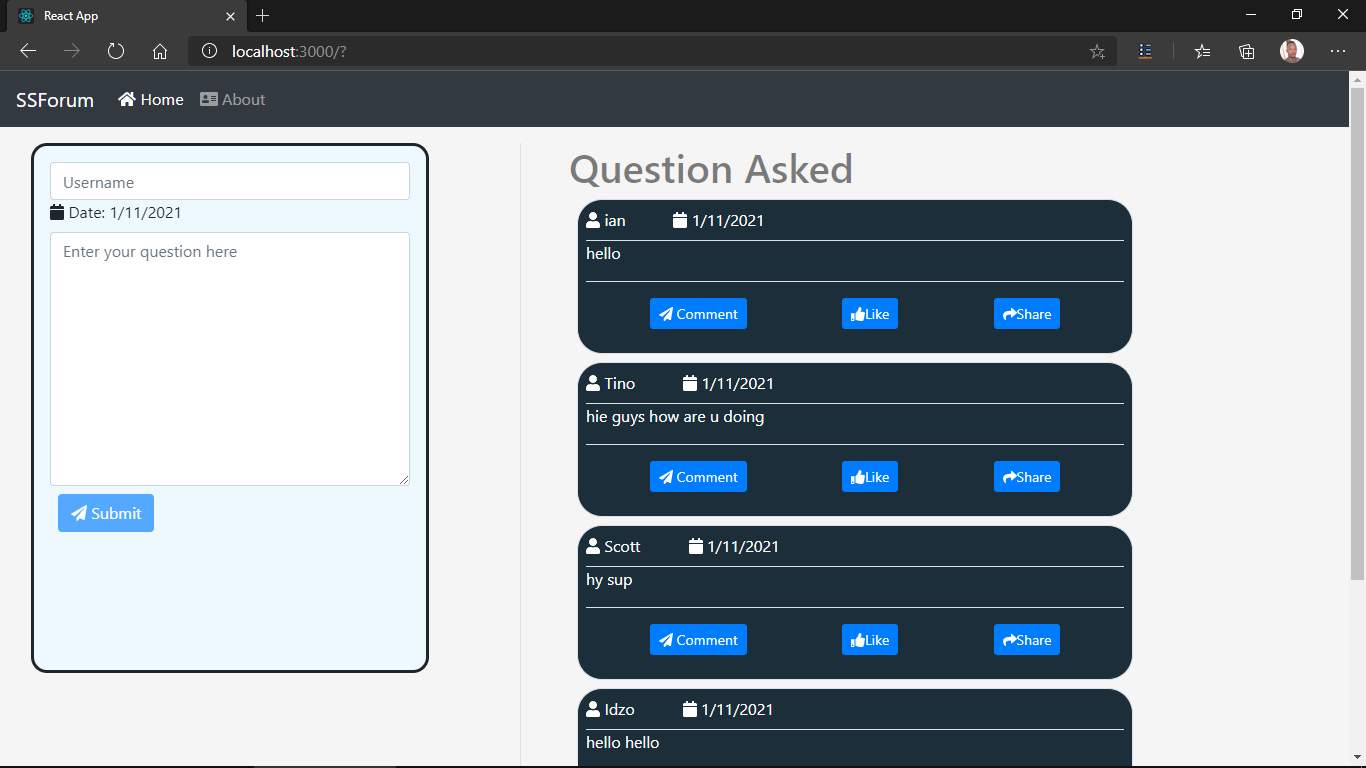 React App
localhost:3000/?
SSForum Home About
Username
Date: 1/11/2021
Enter your question here
Submit
Question Asked
ian 1/11/2021
hello
Comment Like Share
Tino 1/11/2021
hie guys how are u doing
Comment Like Share
Scott 1/11/2021
hy sup
Comment Like Share
Idzo 1/11/2021
hello hello